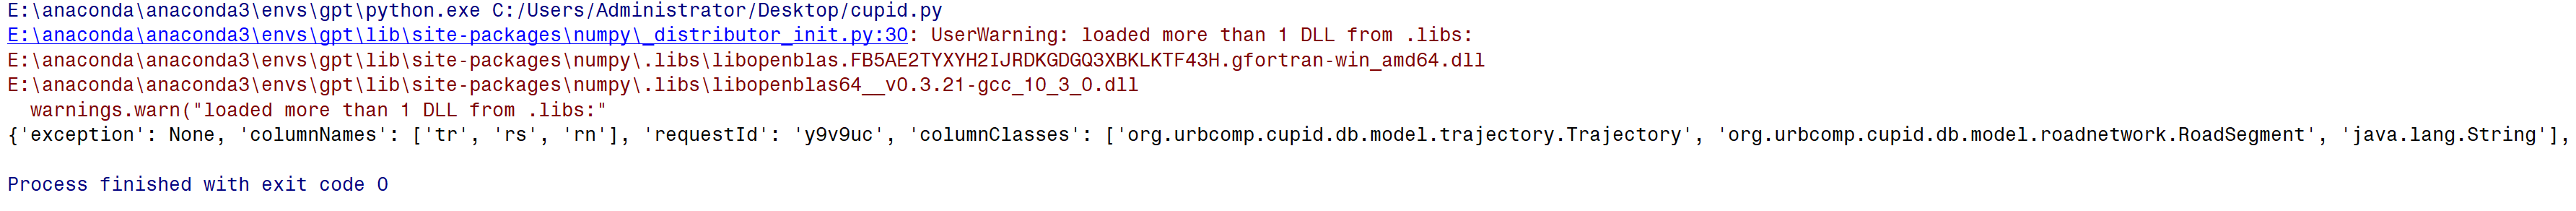 E:\anaconda\anaconda3\envs\gpt\python.exe C:/Users/Administrator/Desktop/cupid.py
E:\anaconda\anaconda3\envs\gpt\lib\site-packages\numpy\_distributor_init.py:30: UserWarning: loaded more than 1 DLL from .libs:
E:\anaconda\anaconda3\envs\gpt\lib\site-packages\numpy\.libs\libopenblas.FB5AE2TYXYH2IJRDKGDGQ3XBKLKTF43H.gfortran-win_amd64.dll
E:\anaconda\anaconda3\envs\gpt\lib\site-packages\numpy\.libs\libopenblas64__v0.3.21-gcc_10_3_0.dll
  warnings.warn("loaded more than 1 DLL from .libs:"
{'exception': None, 'columnNames': ['tr', 'rs', 'rn'], 'requestId': 'y9v9uc', 'columnClasses': ['org.urbcomp.cupid.db.model.trajectory.Trajectory', 'org.urbcomp.cupid.db.model.roadnetwork.RoadSegment', 'java.lang.String'],
Process finished with exit code 0